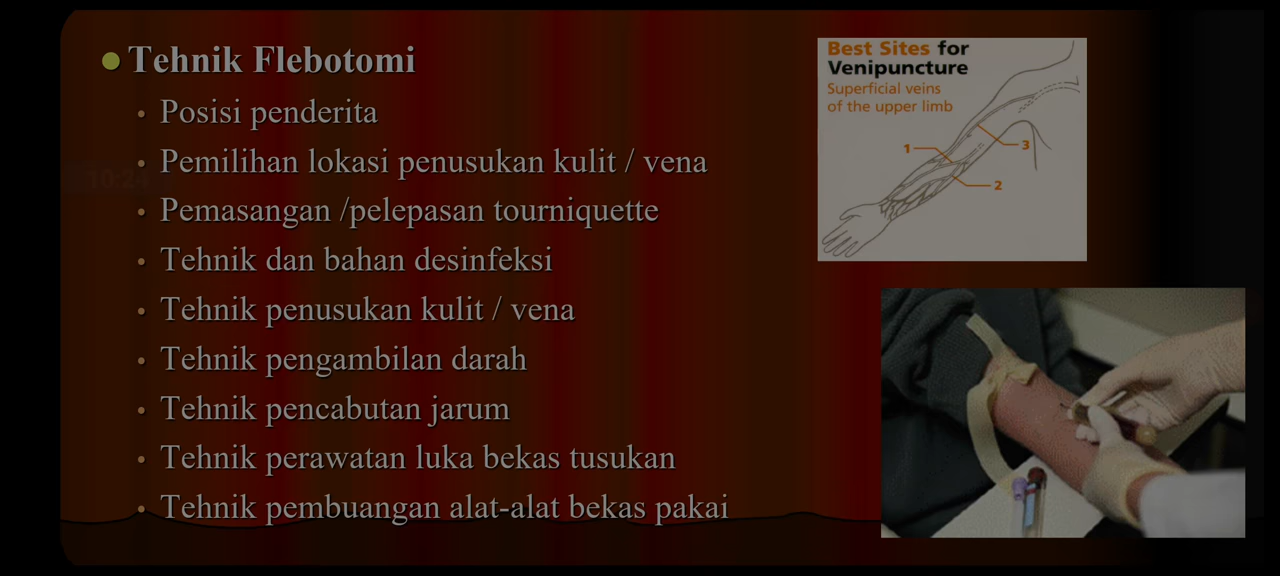 Tehnik Flebotomi
Posisi penderita
Pemilihan lokasi penusukan kulit / vena
Pemasangan /pelepasan tourniquette
Tehnik dan bahan desinfeksi
Tehnik penusukan kulit / vena
Tehnik pengambilan darah
Tehnik pencabutan jarum
Tehnik perawatan luka bekas tusukan
Tehnik pembuangan alat-alat bekas pakai
Best Sites for
Venipuncture
Superficial veins
of the upper limb
1
3
2